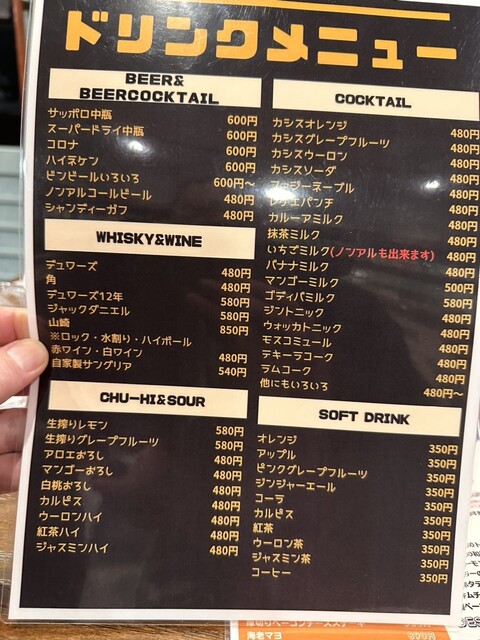 ドリンクメニュー
BEER&
BEERCOCKTAIL
サッポロ中瓶 600円
スーパードライ中瓶 600円
コロナ 600円
ハイネケン 600円
ビンビールいろいろ 600円〜
ノンアルコールビール 480円
シャンディーガフ 480円
WHISKY&WINE
デュワーズ 480円
角 480円
デュワーズ12年 580円
ジャックダニエル 580円
山崎 850円
※ロック・水割り・ハイボール
赤ワイン・白ワイン 480円
自家製サングリア 540円
CHU-HI&SOUR
生搾りレモン 580円
生搾りグレープフルーツ 580円
アロエおろし 480円
マンゴーおろし 480円
白桃おろし 480円
カルピス 480円
ウーロンハイ 480円
紅茶ハイ 480円
ジャスミンハイ 480円
COCKTAIL
カシスオレンジ 480円
カシスグレープフルーツ 480円
カシスウーロン 480円
カシスソーダ 480円
ファジーネーブル 480円
レゲエパンチ 480円
カルーアミルク 480円
抹茶ミルク 480円
いちごミルク(ノンアルも出来ます) 480円
バナナミルク 480円
マンゴーミルク 500円
ゴディバミルク 580円
ジントニック 480円
ウォッカトニック 480円
モスコミュール 480円
テキーラコーク 480円
ラムコーク 480円
他にもいろいろ 480円〜
SOFT DRINK
オレンジ 350円
アップル 350円
ピンクグレープフルーツ 350円
ジンジャーエール 350円
コーラ 350円
カルピス 350円
紅茶 350円
ウーロン茶 350円
ジャスミン茶 350円
コーヒー 350円
海老マヨ